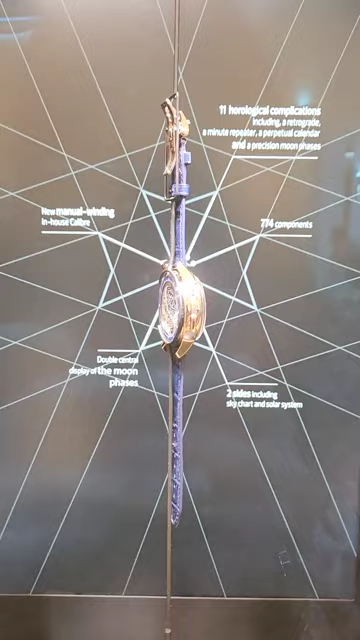 11 horological complications
including, a retrograde,
a minute repeater, a perpetual calendar
and a precision moon phases
New manual-winding
in-house Calibre
774 components
Double central
display of the moon
phases
2 sides including
sky chart and solar system